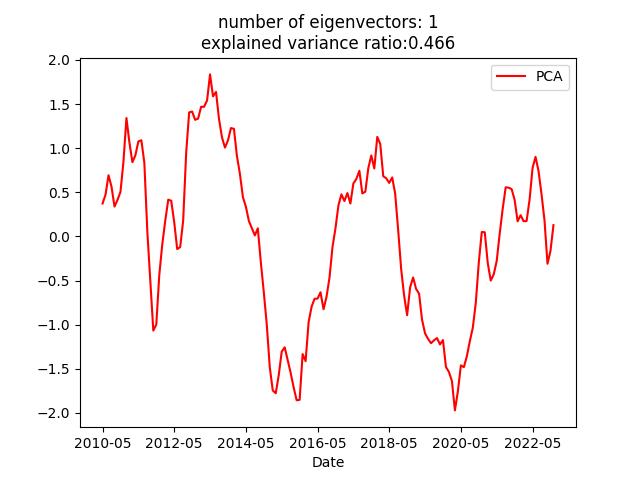 number of eigenvectors: 1
explained variance ratio:0.466
PCA
2.0
1.5
1.0
0.5
0.0
−0.5
−1.0
−1.5
−2.0
2010-05 2012-05 2014-05 2016-05 2018-05 2020-05 2022-05
Date